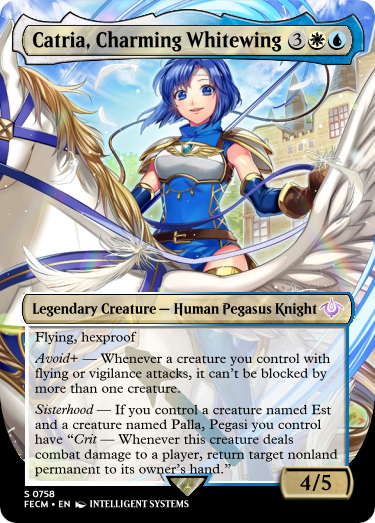 Catria, Charming Whitewing 3
Legendary Creature — Human Pegasus Knight
Flying, hexproof
Avoid+ — Whenever a creature you control with
flying or vigilance attacks, it can't be blocked by
more than one creature.
Sisterhood — If you control a creature named Est
and a creature named Palla, Pegasi you control
have “Crit — Whenever this creature deals
combat damage to a player, return target nonland
permanent to its owner's hand.”
4/5
S 0758
FECM • EN INTELLIGENT SYSTEMS